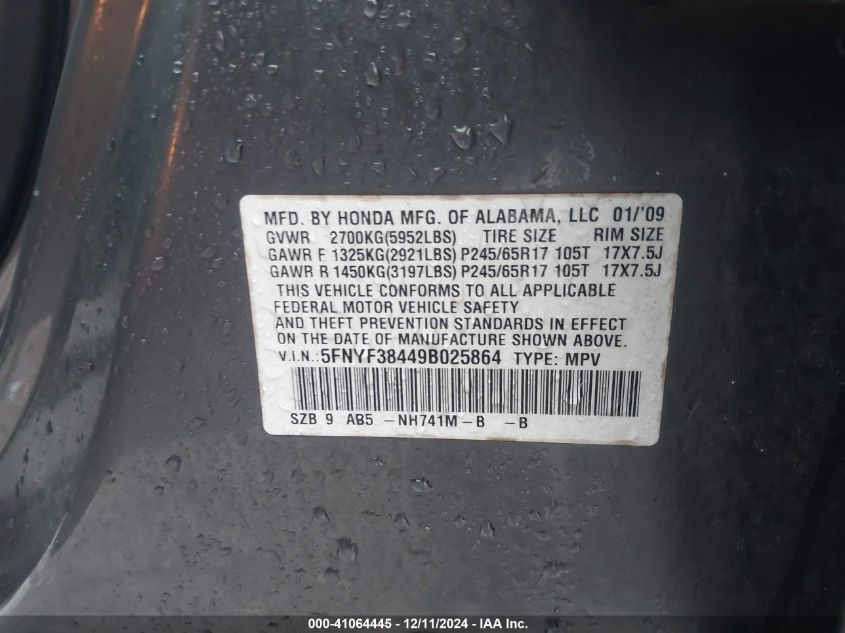 MFD. BY HONDA MFG. OF ALABAMA, LLC 01/'09
GVWR 2700KG(5952LBS) TIRE SIZE RIM SIZE
GAWR F 1325KG(2921LBS) P245/65R17 105T 17X7.5J
GAWR R 1450KG(3197LBS) P245/65R17 105T 17X7.5J
THIS VEHICLE CONFORMS TO ALL APPLICABLE
FEDERAL MOTOR VEHICLE SAFETY
AND THEFT PREVENTION STANDARDS IN EFFECT
ON THE DATE OF MANUFACTURE SHOWN ABOVE.
V.I.N.:5FNYF38449B025864 TYPE: MPV
SZB 9 AB5 -NH741M-B -B
000-41064445 - 12/11/2024 - IAA Inc.